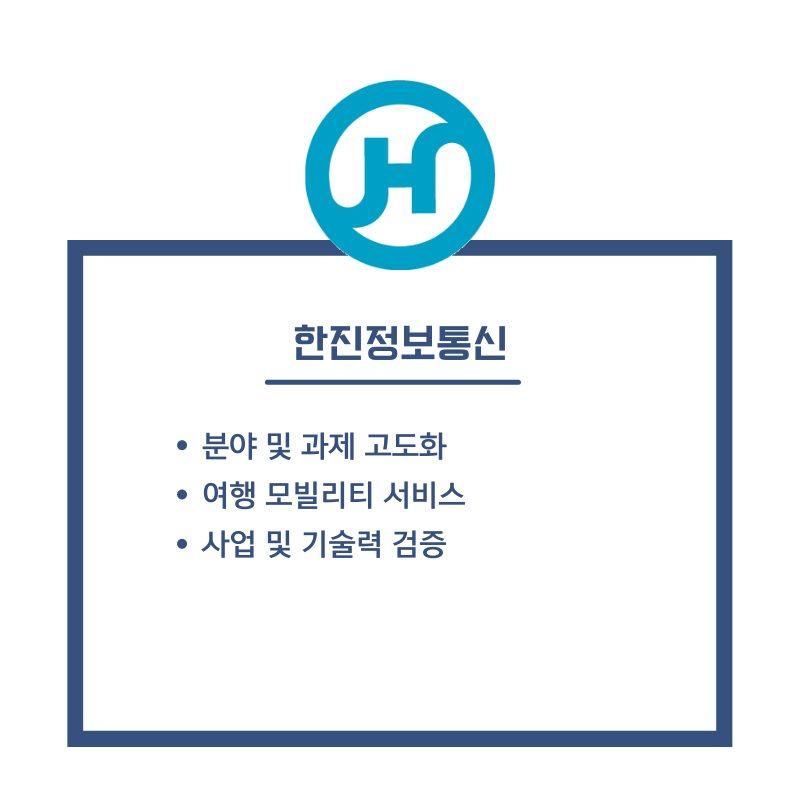 한진정보통신
• 분야 및 과제 고도화
• 여행 모빌리티 서비스
• 사업 및 기술력 검증